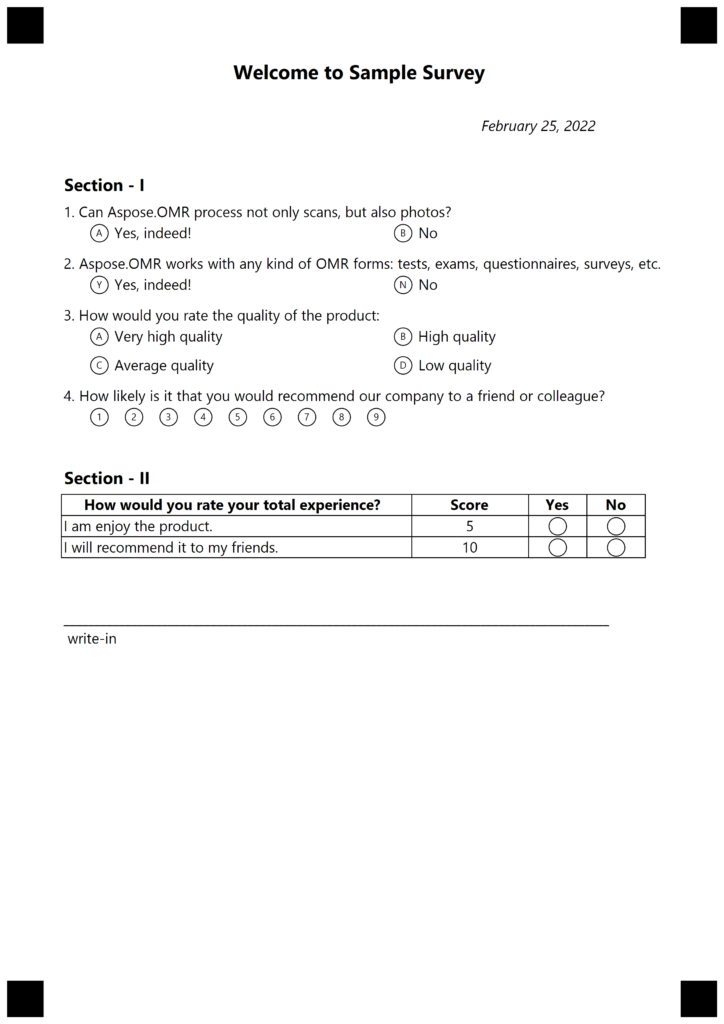 Welcome to Sample Survey
February 25, 2022
Section - I
1. Can Aspose.OMR process not only scans, but also photos?
A Yes, indeed! B No
2. Aspose.OMR works with any kind of OMR forms: tests, exams, questionnaires, surveys, etc.
Y Yes, indeed! N No
3. How would you rate the quality of the product:
A Very high quality B High quality
C Average quality D Low quality
4. How likely is it that you would recommend our company to a friend or colleague?
1 2 3 4 5 6 7 8 9
Section - II
How would you rate your total experience? Score Yes No
I am enjoy the product. 5
I will recommend it to my friends. 10
write-in